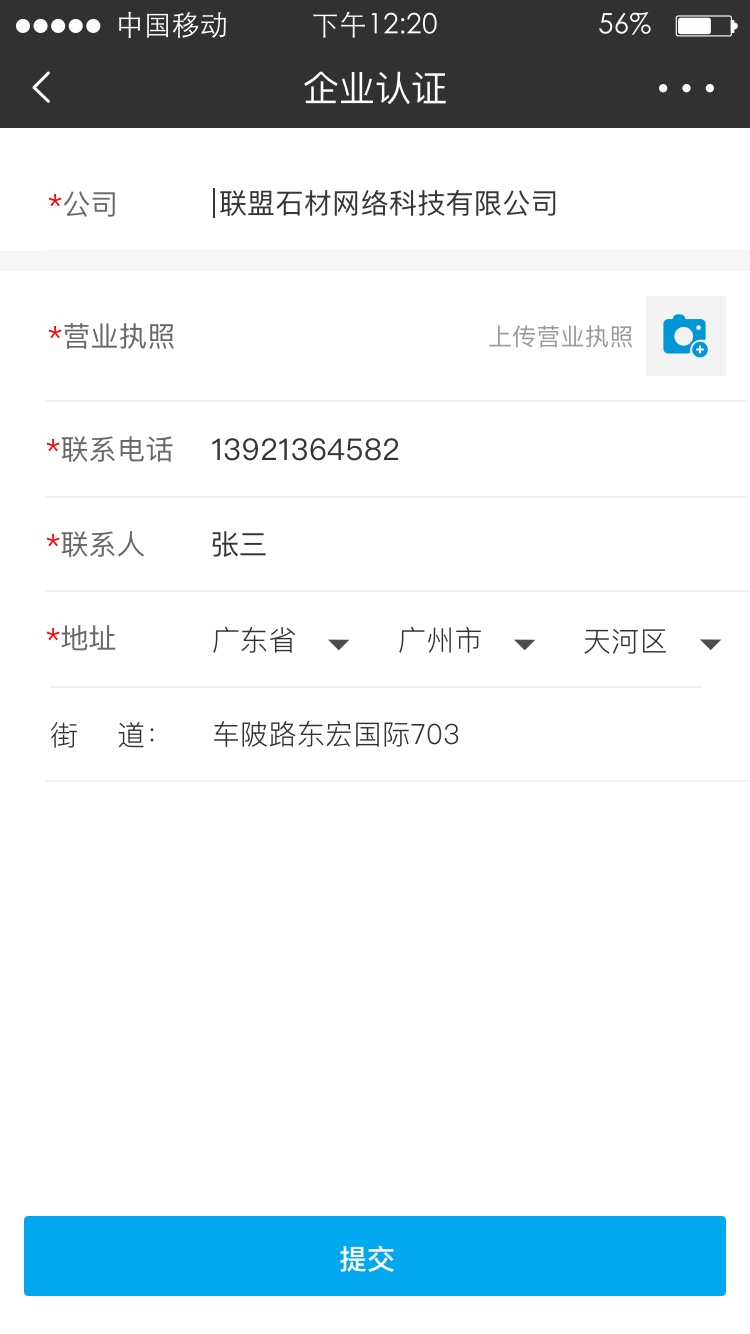 中国移动 下午12:20 56%
企业认证
*公司 联盟石材网络科技有限公司
*营业执照 上传营业执照
*联系电话 13921364582
*联系人 张三
*地址 广东省 广州市 天河区
街 道: 车陂路东宏国际703
提交